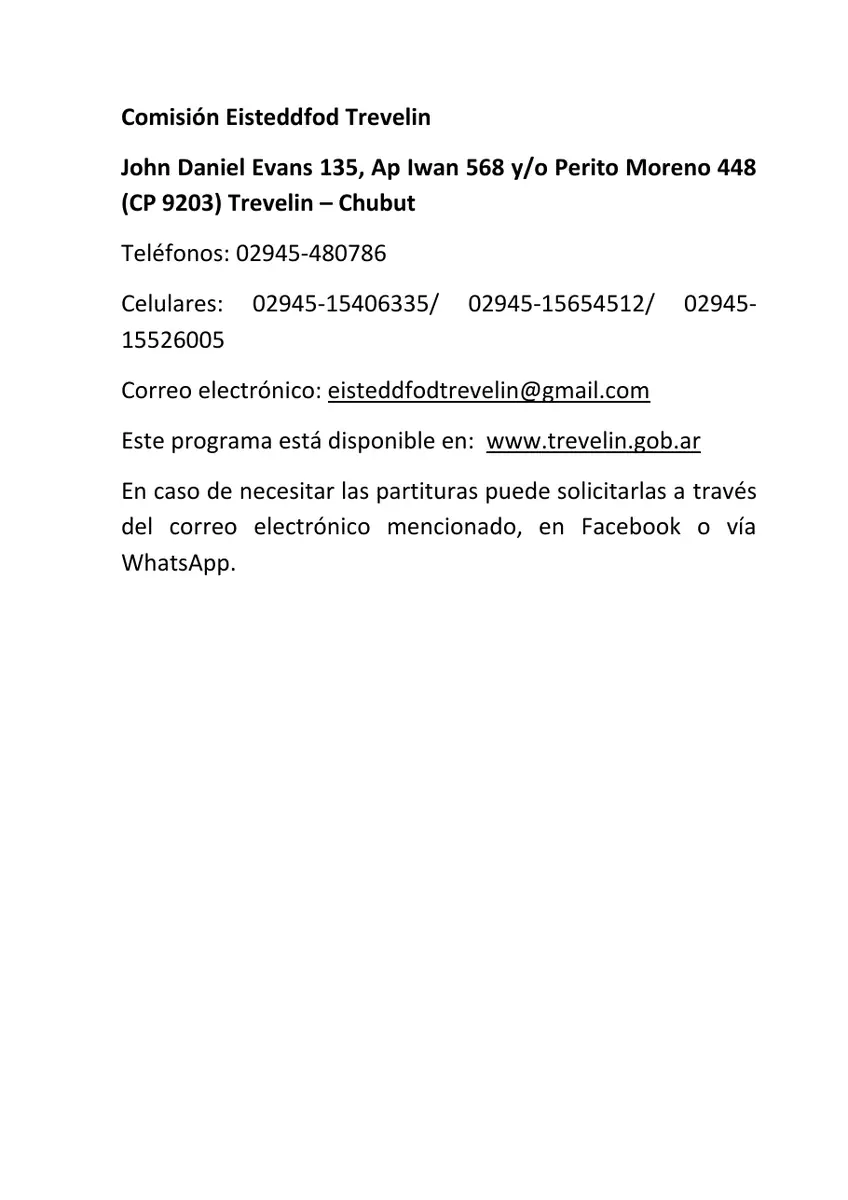 Comisión Eisteddfod Trevelin
John Daniel Evans 135, Ap Iwan 568 y/o Perito Moreno 448
(CP 9203) Trevelin – Chubut
Teléfonos: 02945-480786
Celulares: 02945-15406335/ 02945-15654512/ 02945-
15526005
Correo electrónico: eisteddfodtrevelin@gmail.com
Este programa está disponible en: www.trevelin.gob.ar
En caso de necesitar las partituras puede solicitarlas a través
del correo electrónico mencionado, en Facebook o vía
WhatsApp.